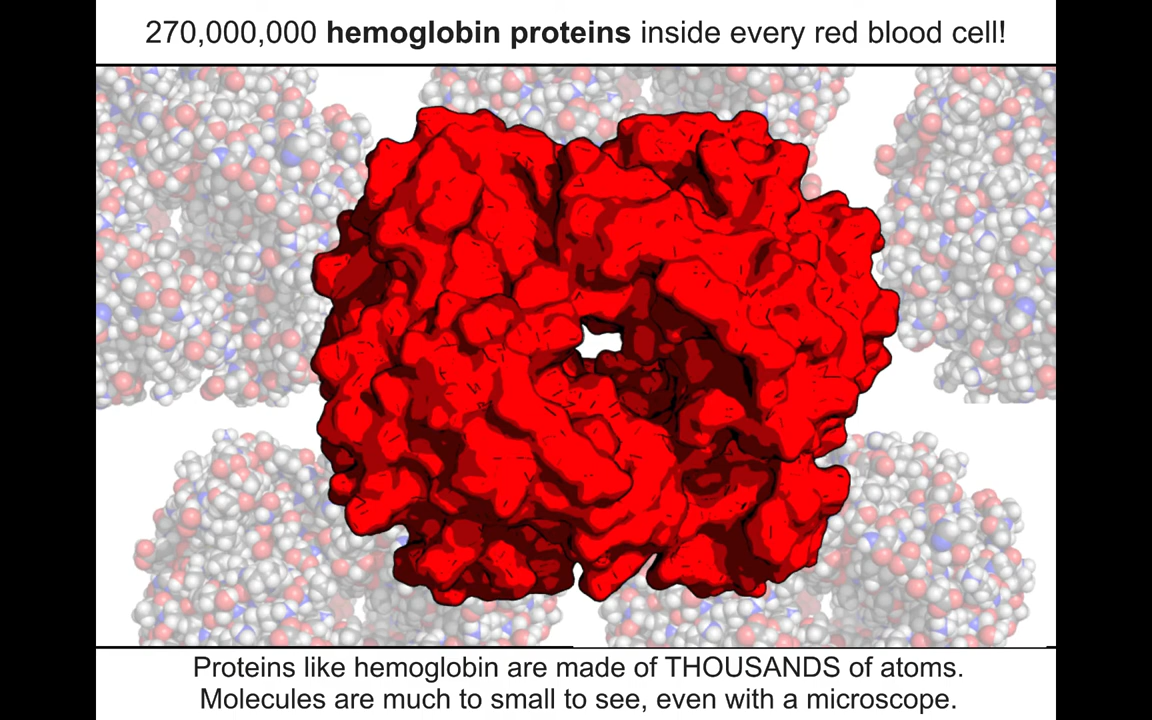 270,000,000 hemoglobin proteins inside every red blood cell!
Proteins like hemoglobin are made of THOUSANDS of atoms.
Molecules are much to small to see, even with a microscope.